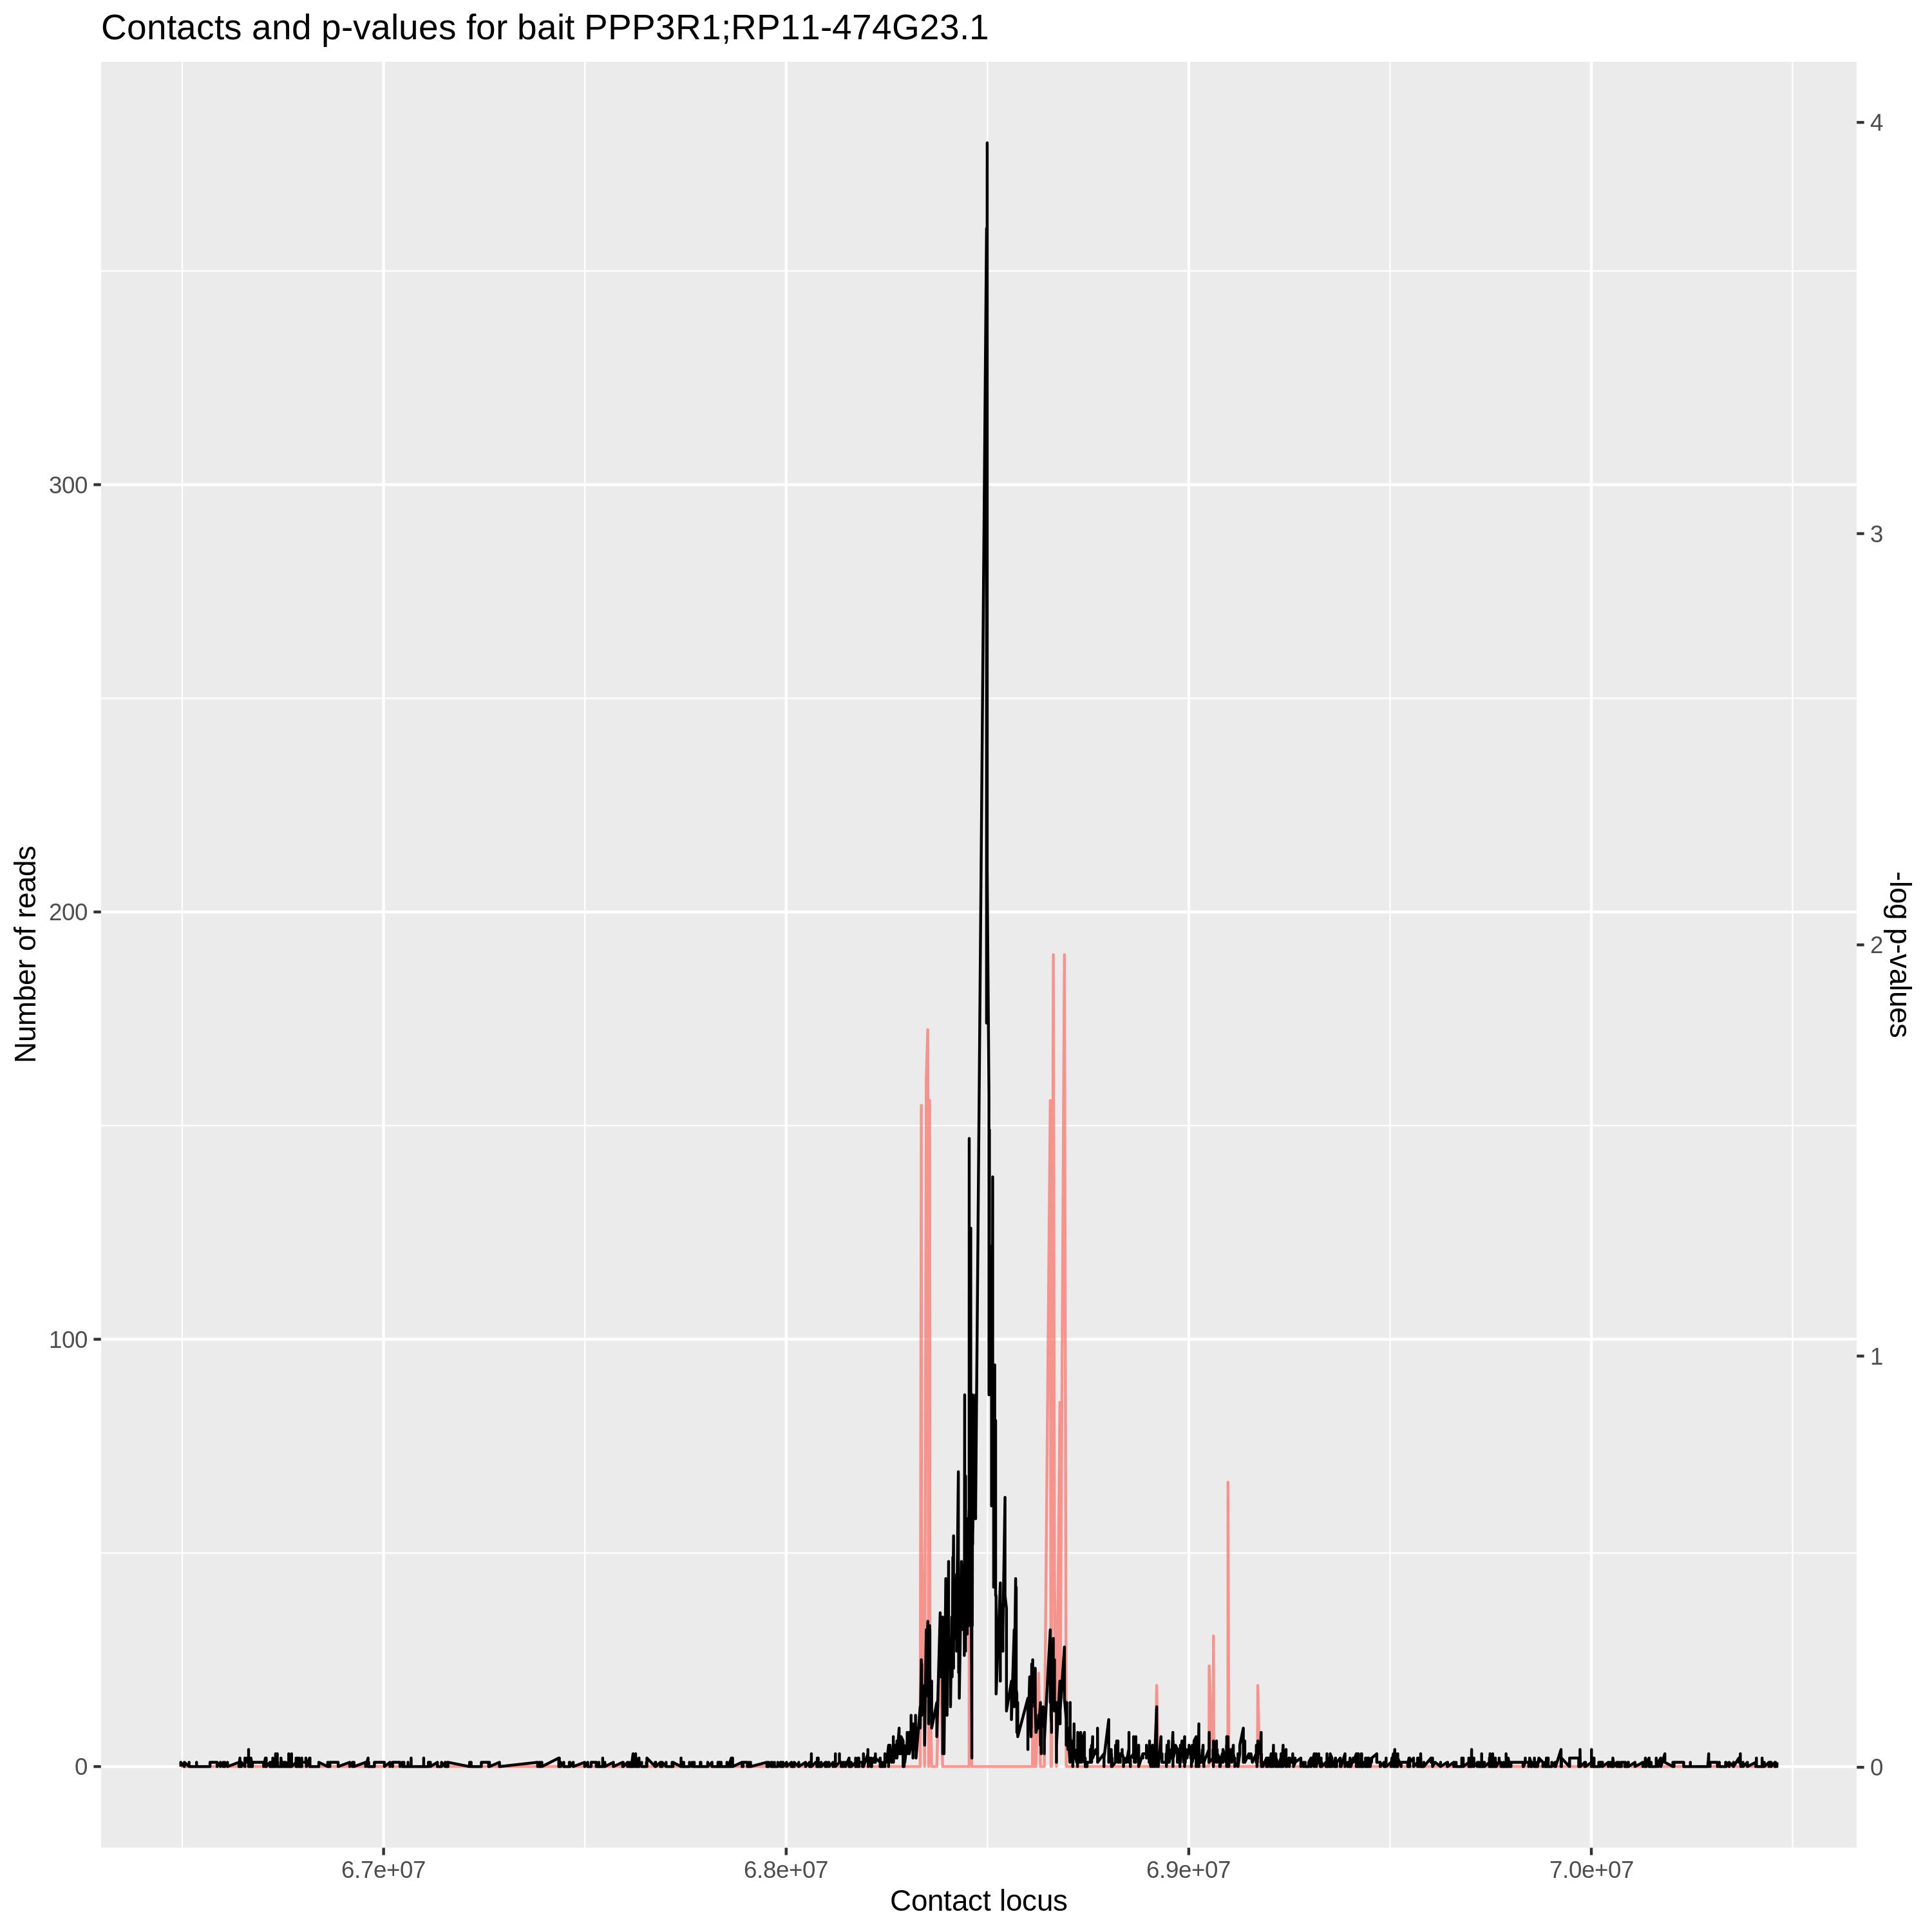 Contacts and p-values for bait PPP3R1;RP11-474G23.1
Number of reads
300
200
100
0
4
3
2
1
0
-log p-values
6.7e+07
6.8e+07
6.9e+07
7.0e+07
Contact locus